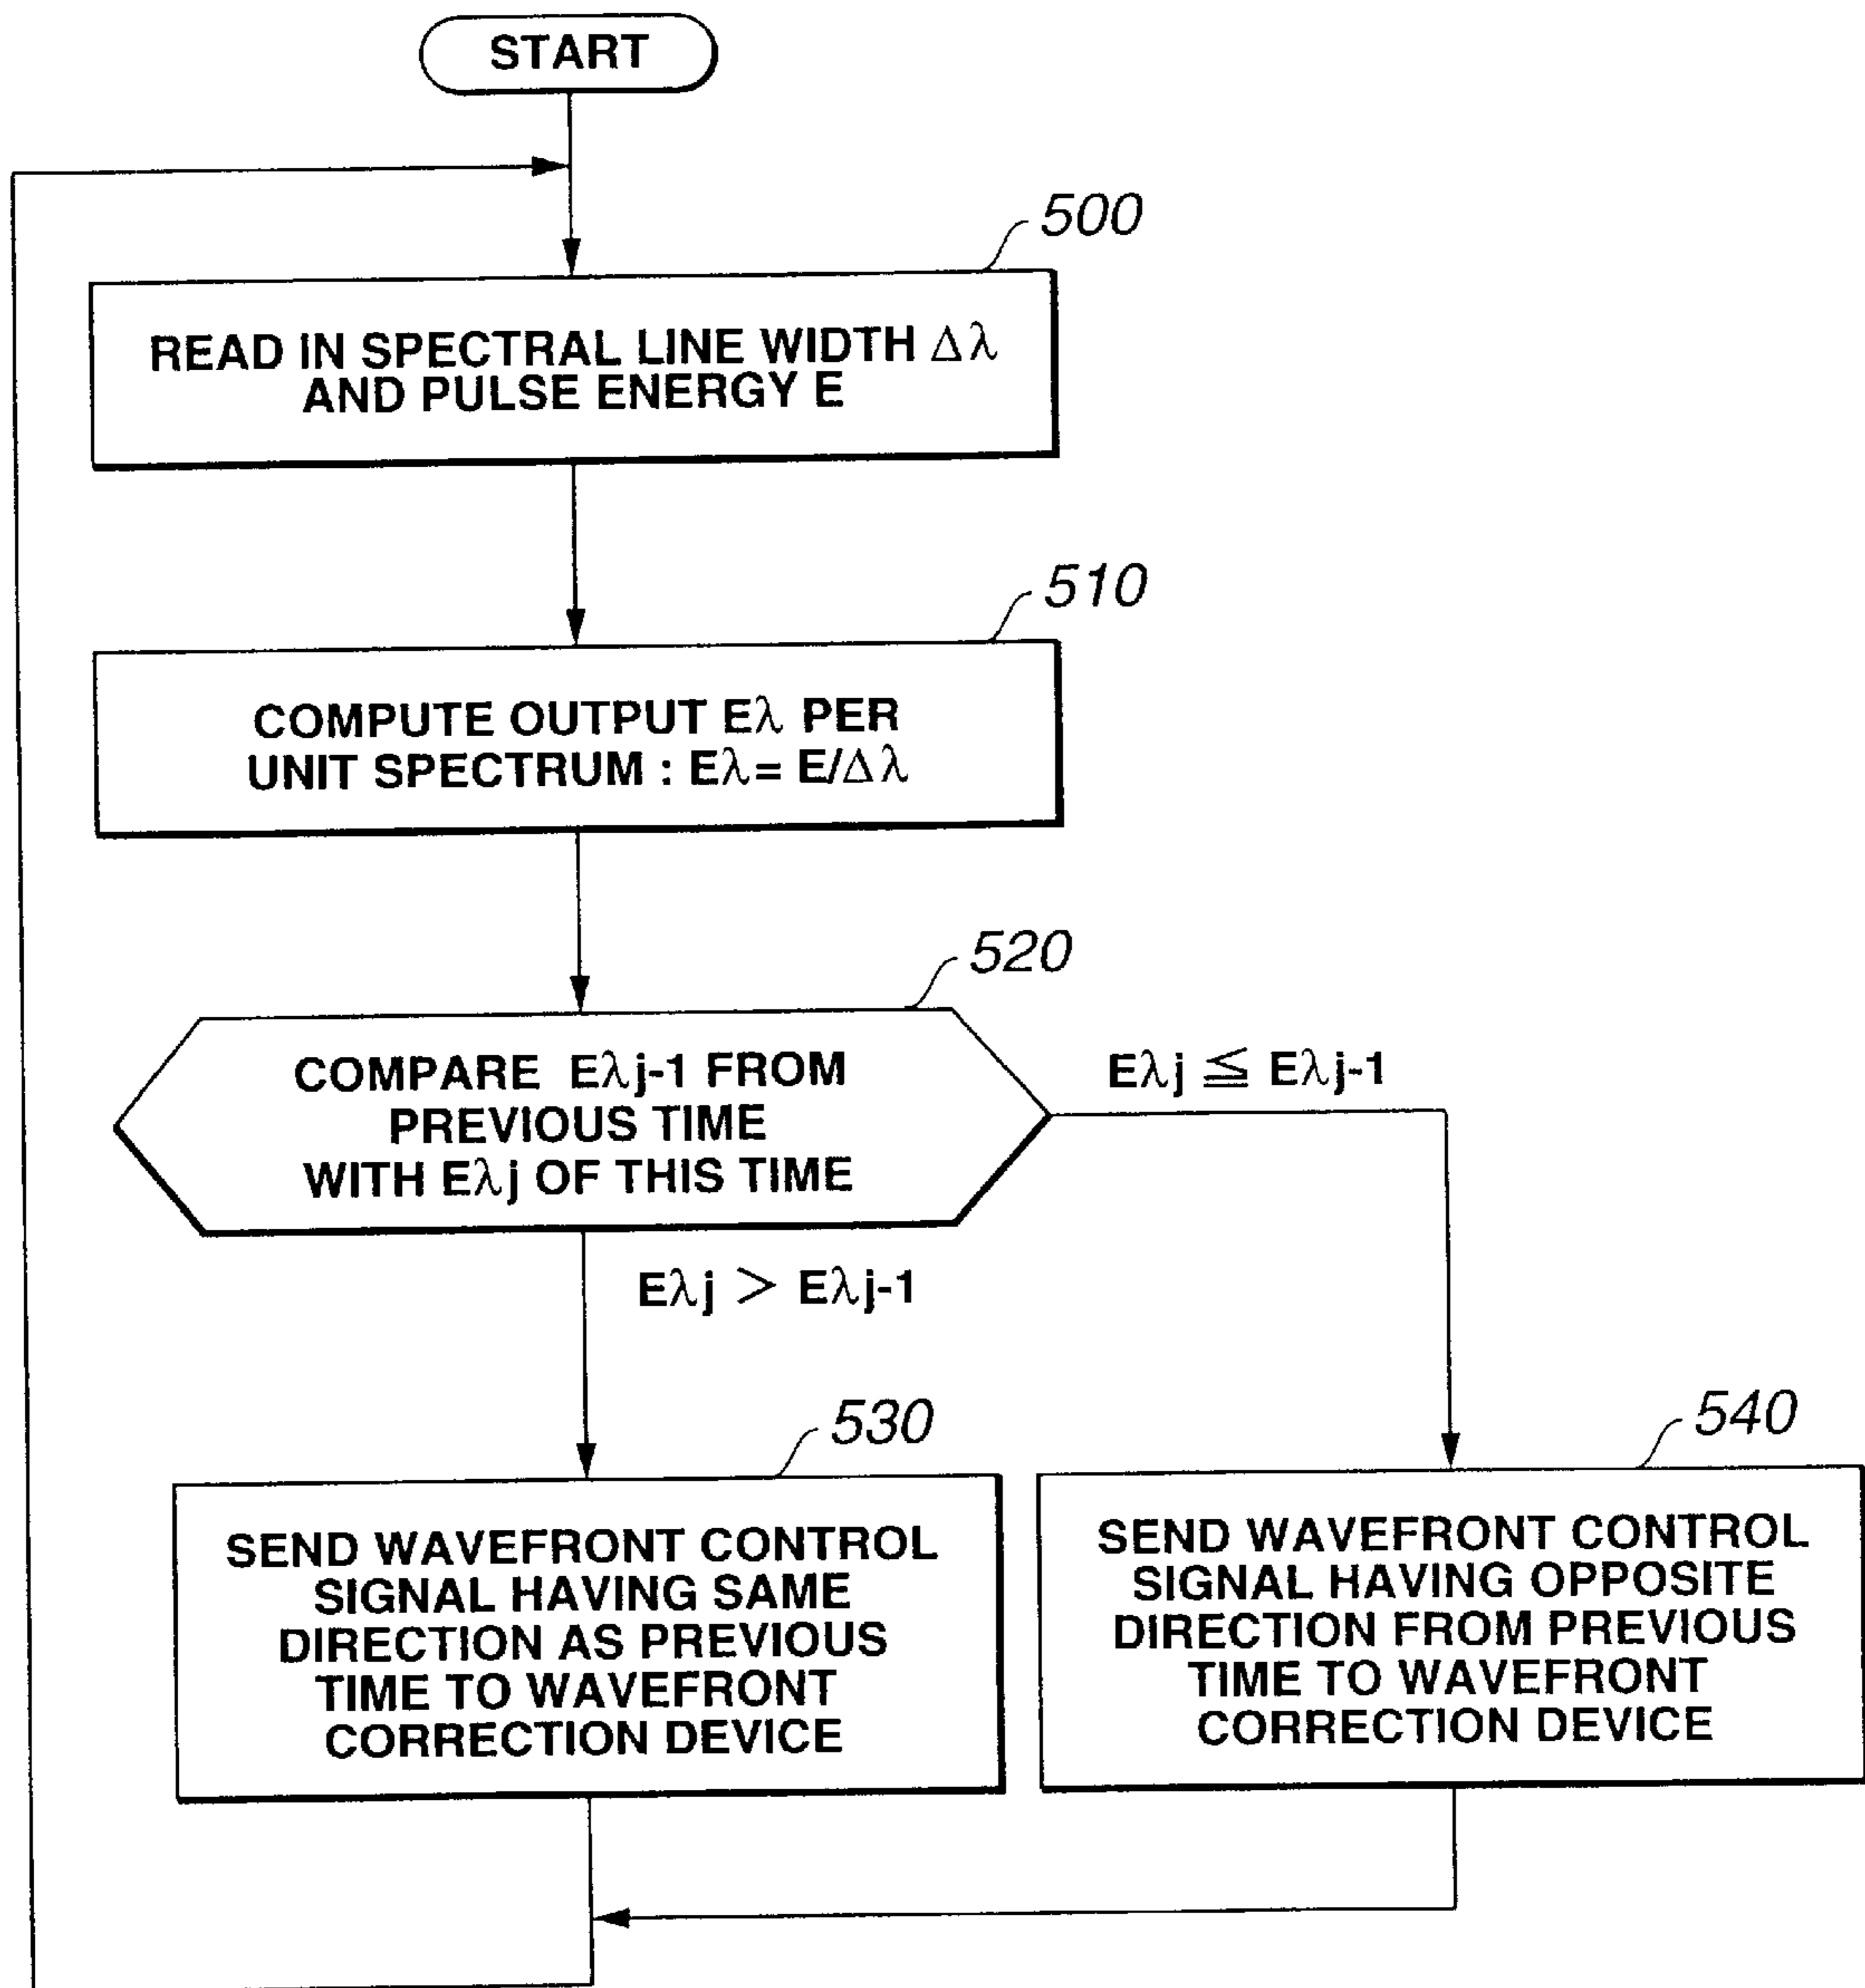 START
500
READ IN SPECTRAL LINE WIDTH Δλ
AND PULSE ENERGY E
510
COMPUTE OUTPUT Eλ PER
UNIT SPECTRUM : Eλ= E/Δλ
520
COMPARE Eλj-1 FROM
PREVIOUS TIME
WITH Eλj OF THIS TIME
Eλj ≦ Eλj-1
Eλj > Eλj-1
530
SEND WAVEFRONT CONTROL
SIGNAL HAVING SAME
DIRECTION AS PREVIOUS
TIME TO WAVEFRONT
CORRECTION DEVICE
540
SEND WAVEFRONT CONTROL
SIGNAL HAVING OPPOSITE
DIRECTION FROM PREVIOUS
TIME TO WAVEFRONT
CORRECTION DEVICE